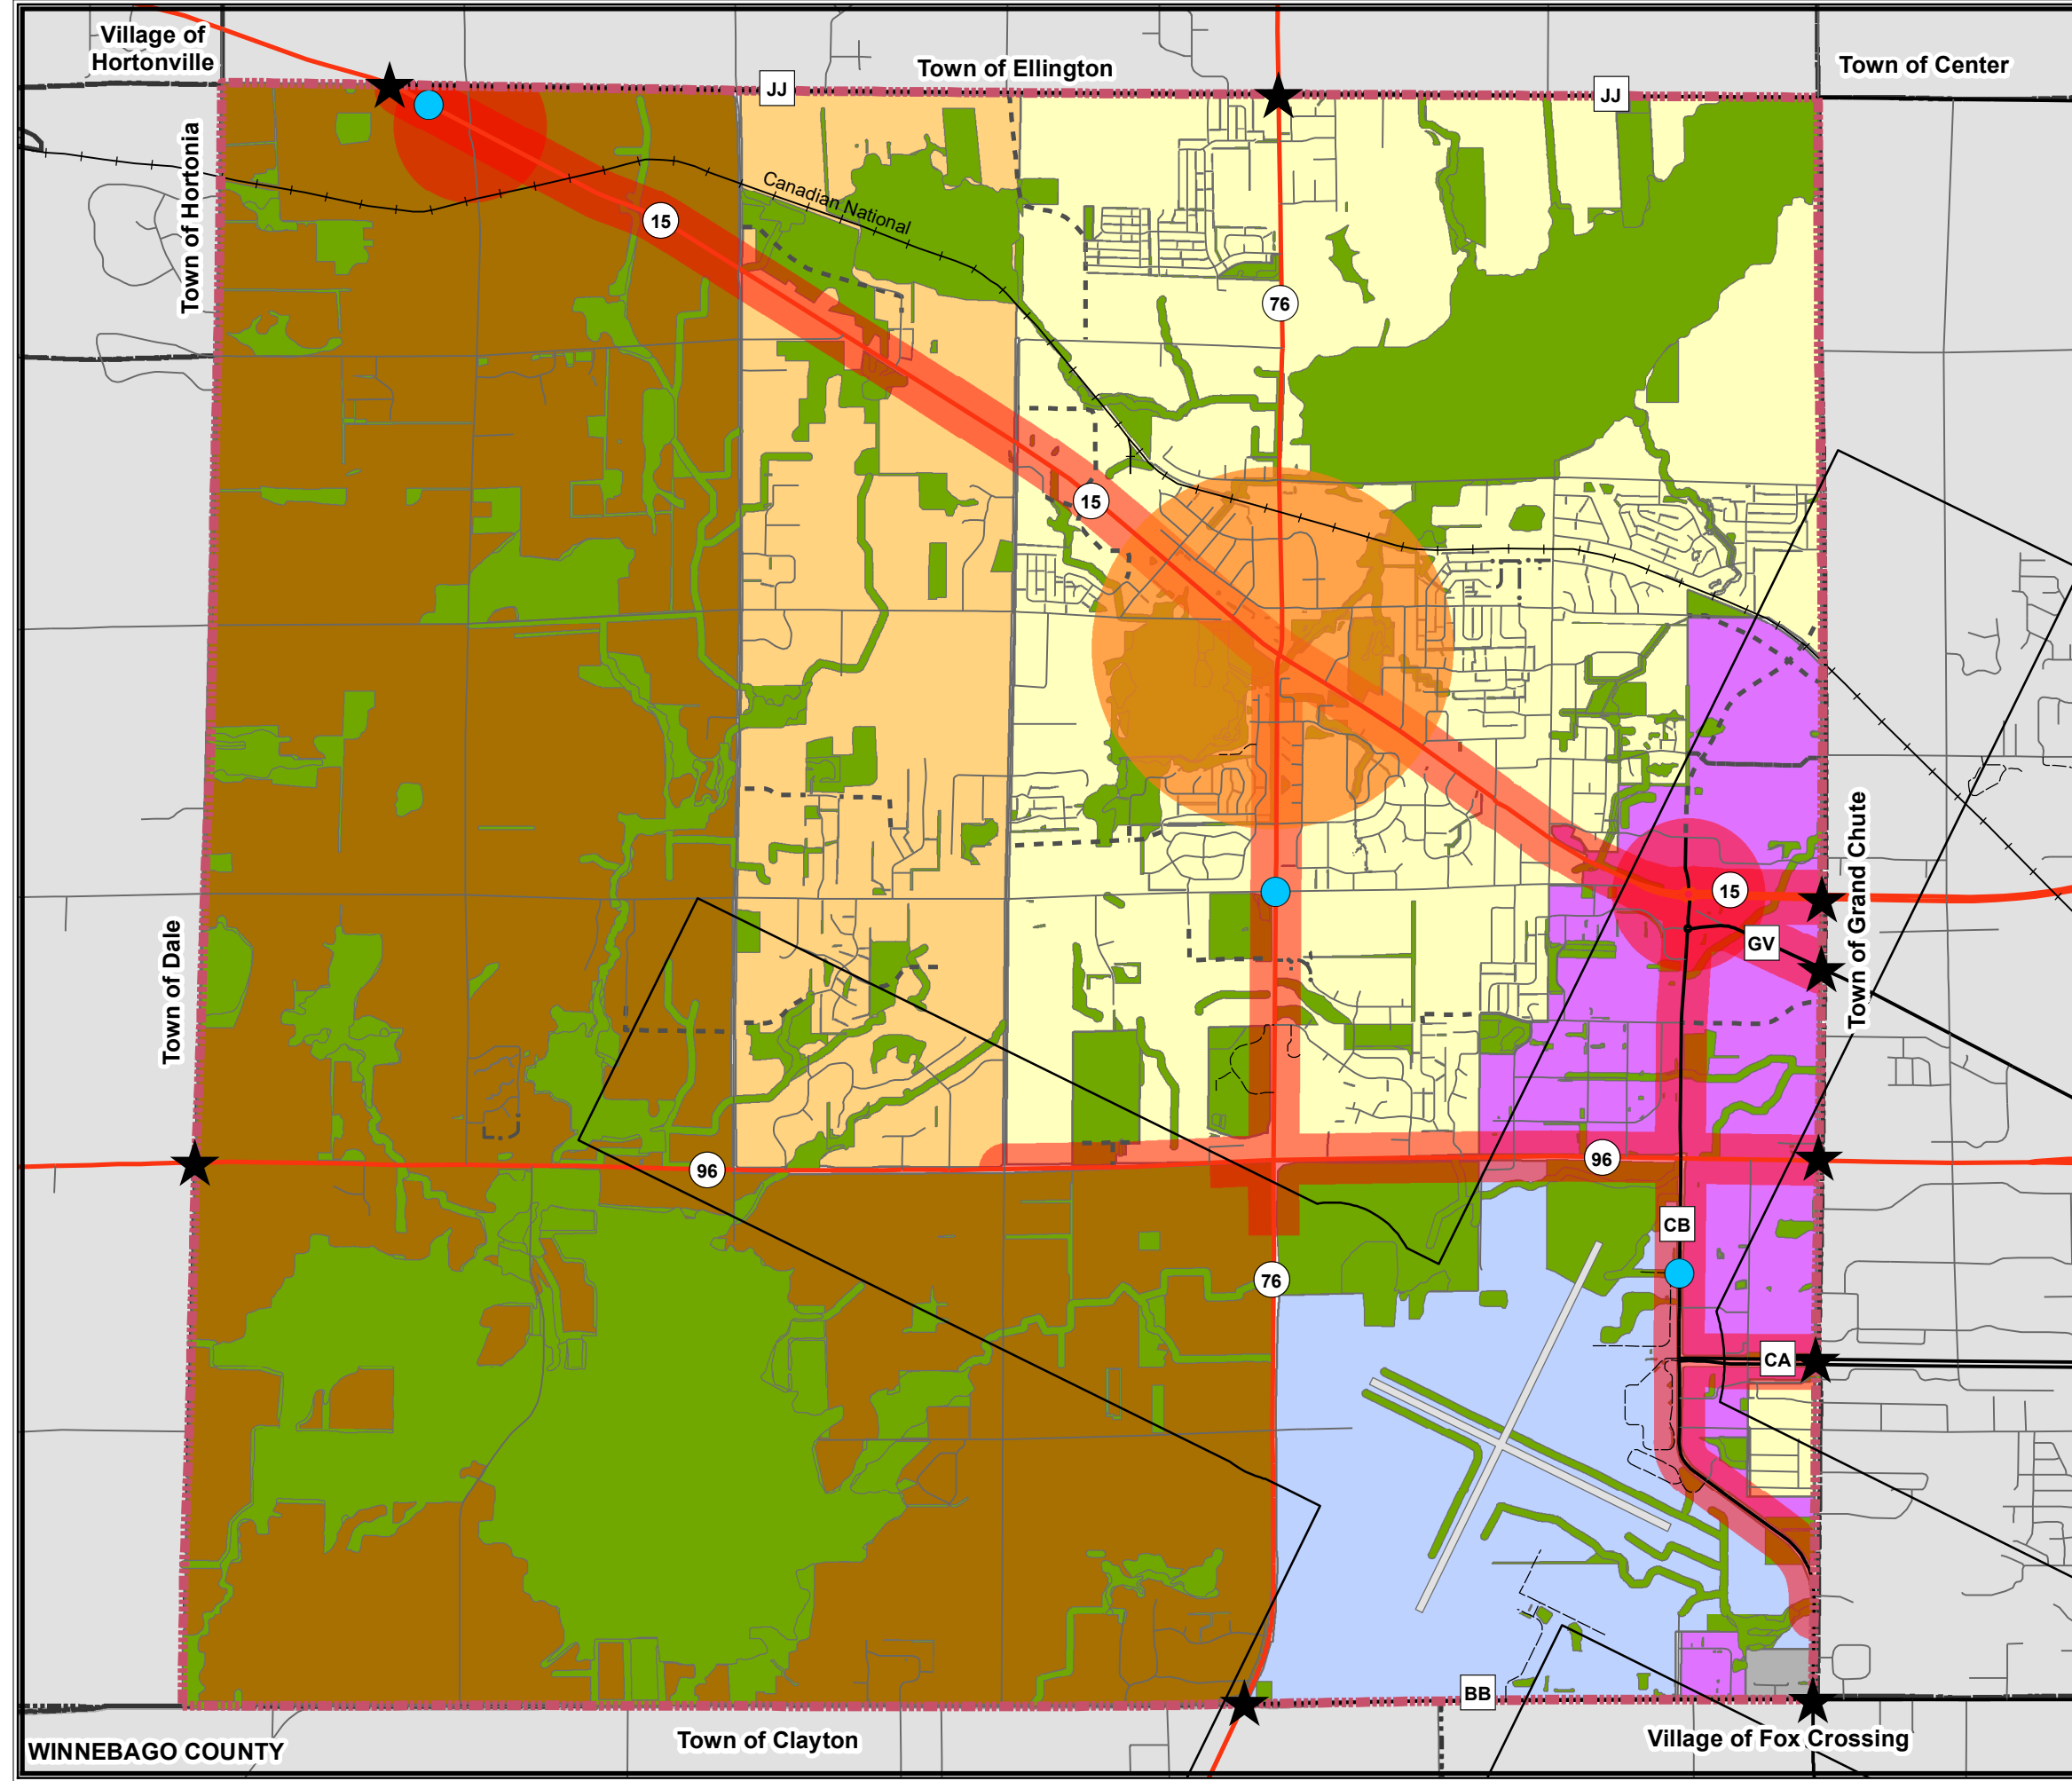 Village of
Hortonville
Town of Ellington
Town of Center
JJ
JJ
Town of Hortonia
Canadian National
15
76
15
15
GV
Town of Grand Chute
Town of Dale
96
96
CB
76
CA
BB
Town of Clayton
Village of Fox Crossing
WINNEBAGO COUNTY